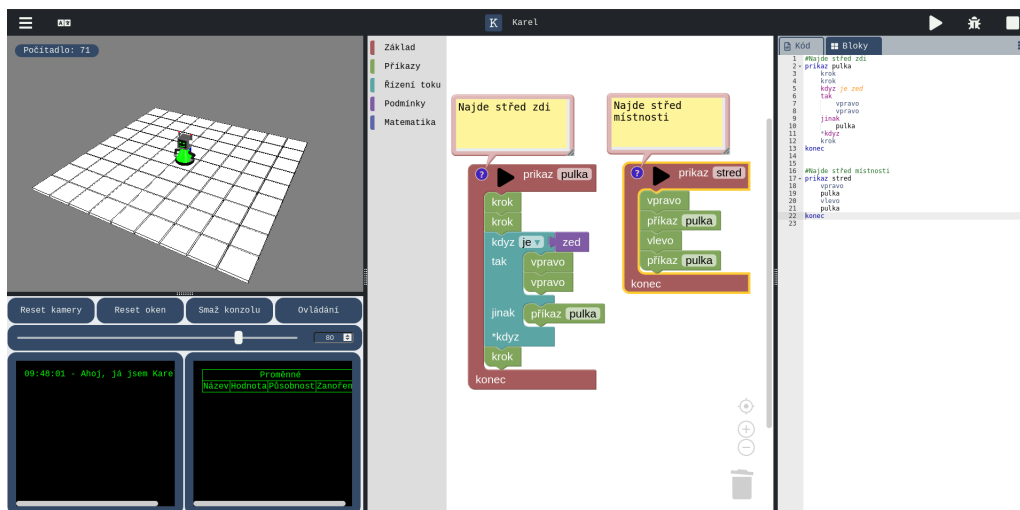 K Karel
Počítadlo: 71
Reset kamery
Reset oken
Smaž konzolu
Ovládání
80
09:48:01 - Ahoj, já jsem Kare
Proměnné
Název Hodnota Působnost Zanořen
Základ
Příkazy
Řízení toku
Podmínky
Matematika
Najde střed zdi
? prikaz pulka
krok
krok
kdyz je ▾ zed
tak vpravo
vpravo
jinak příkaz pulka
*kdyz
krok
konec
Najde střed
místnosti
? prikaz stred
vpravo
příkaz pulka
vlevo
příkaz pulka
konec
Kód
Bloky
1 #Najde střed zdi
2 prikaz pulka
3 krok
4 krok
5 kdyz je zed
6 tak
7 vpravo
8 vpravo
9 jinak
10 pulka
11 *kdyz
12 krok
13 konec
14
15
16 #Najde střed místnosti
17 prikaz stred
18 vpravo
19 pulka
20 vlevo
21 pulka
22 konec
23